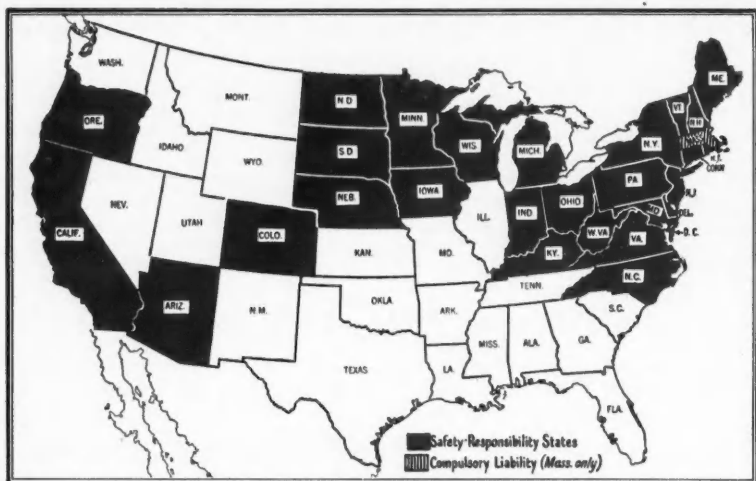 WASH.
MONT.
N.D
MINN.
ME.
VT.
N.H.
ORE.
IDAHO
WYO.
S.D
WIS.
MICH.
N.Y.
R.I.
CONN
NEV.
UTAH
NEB.
IOWA
PA
N.J.
CALIF.
COLO.
ILL.
IND.
OHIO
MD
DEL.
D.C.
KAN.
MO.
KY.
W.VA
VA.
ARIZ.
N.M.
OKLA.
ARK.
TENN.
N.C.
S.C.
TEXAS
LA.
MISS.
ALA.
GA.
FLA.
Safety-Responsibility States
Compulsory Liability (Mass. only)